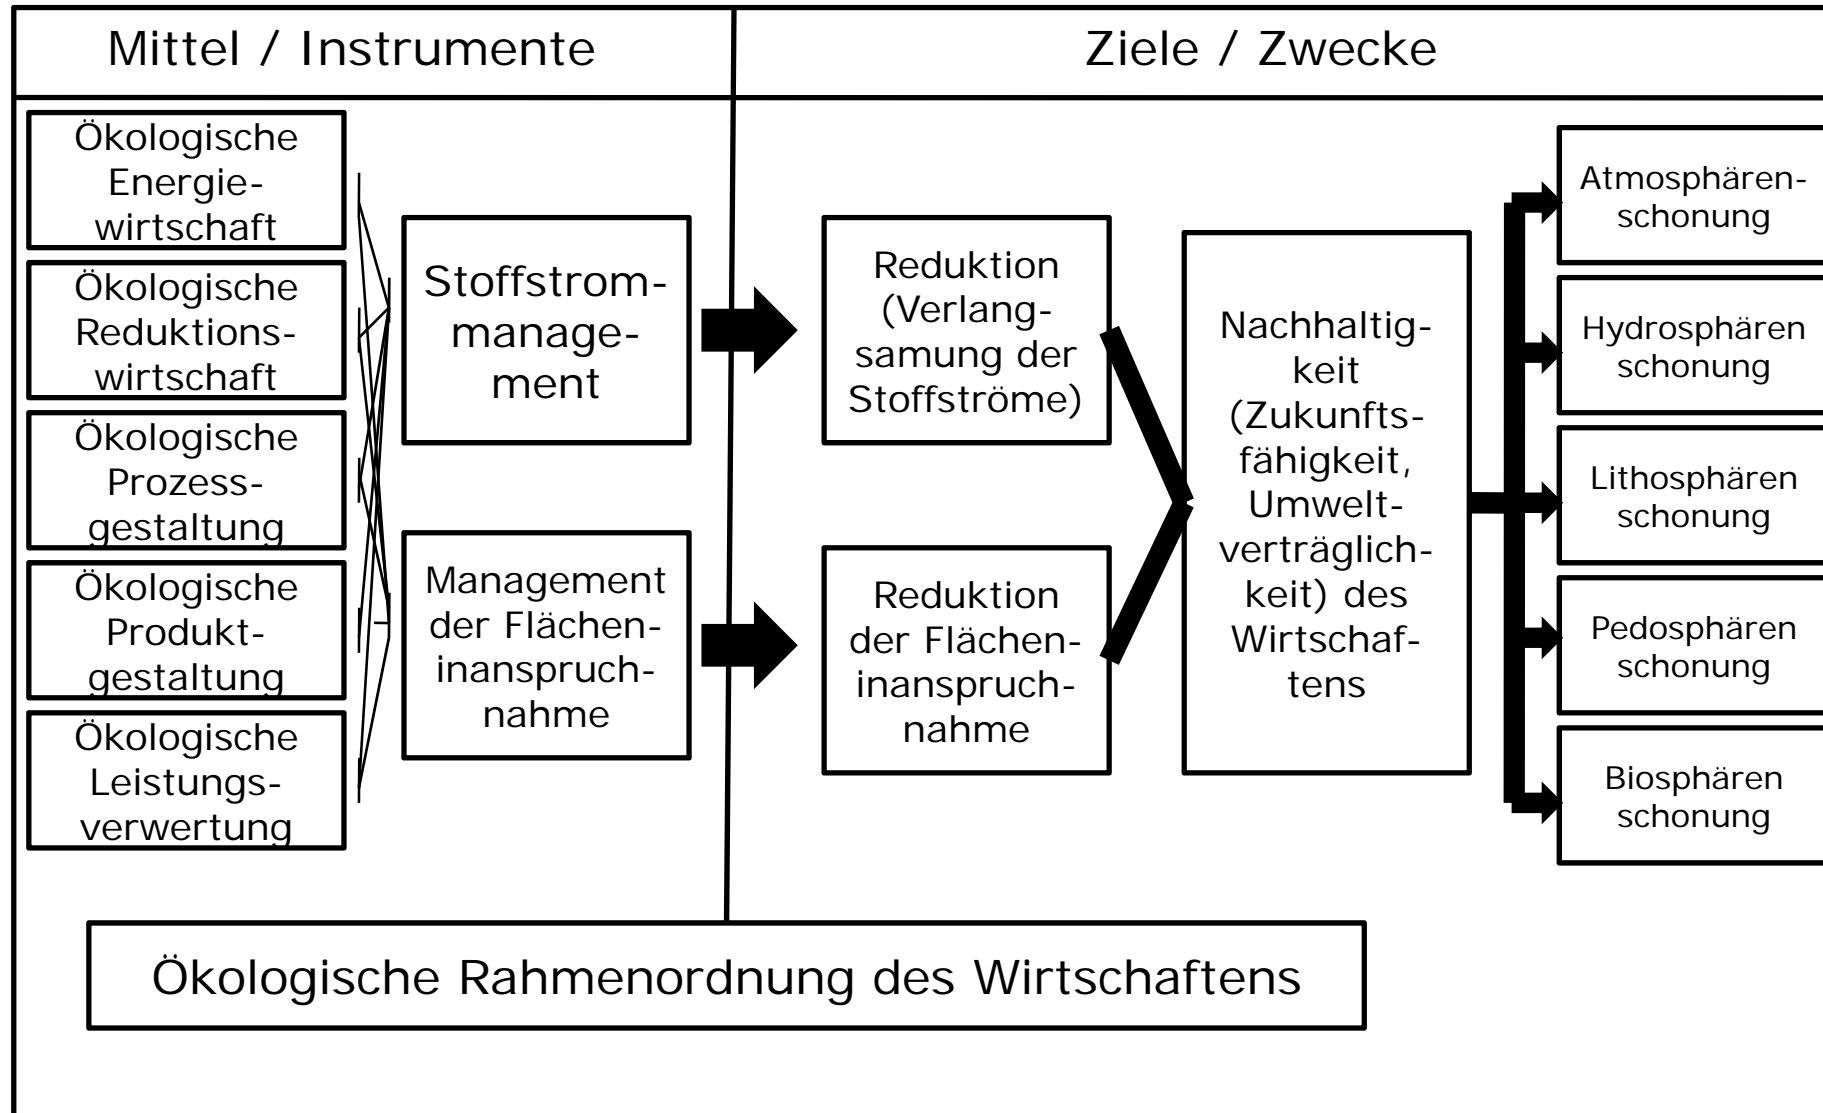 Mittel / Instrumente
Ziele / Zwecke
Ökologische
Energie-
wirtschaft
Ökologische
Reduktions-
wirtschaft
Ökologische
Prozess-
gestaltung
Ökologische
Produkt-
gestaltung
Ökologische
Leistungs-
verwertung
Stoffstrom-
manage-
ment
Management
der Flächen-
inanspruch-
nahme
Reduktion
(Verlang-
samung der
Stoffströme)
Reduktion
der Flächen-
inanspruch-
nahme
Nachhaltig-
keit
(Zukunfts-
fähigkeit,
Umwelt-
verträglich-
keit) des
Wirtschaf-
tens
Atmosphären-
schonung
Hydrosphären
schonung
Lithosphären
schonung
Pedosphären
schonung
Biosphären
schonung
Ökologische Rahmenordnung des Wirtschaftens